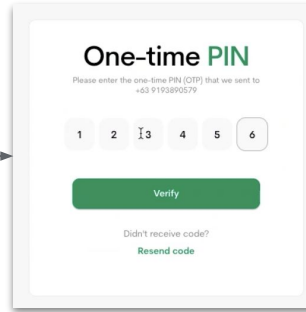 One-time PIN
Please enter the one-time PIN (OTP) that we sent to
+63 9193890579
1 2 3 4 5 6
Verify
Didn't receive code?
Resend code